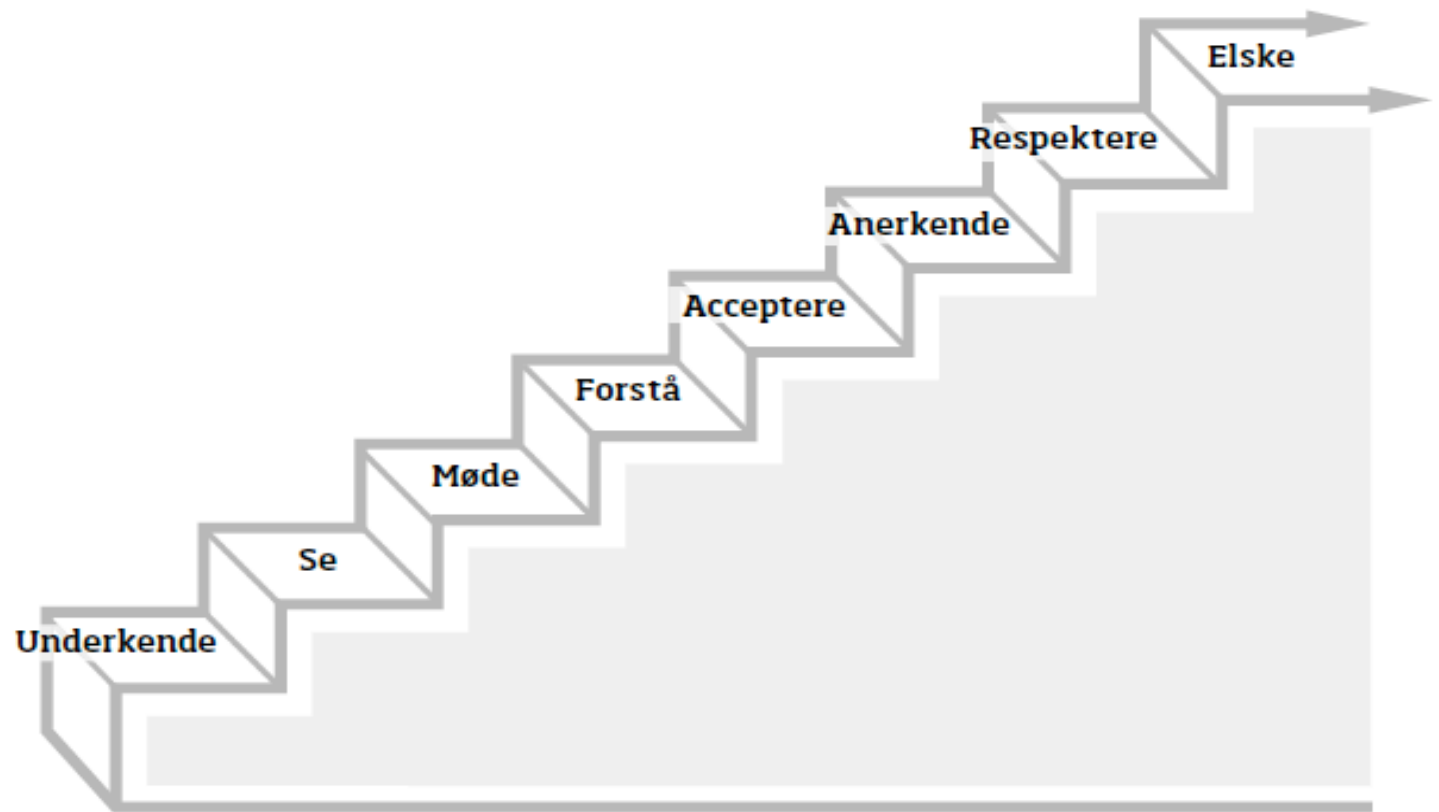 Elske
Respektere
Anerkende
Acceptere
Forstå
Møde
Se
Underkende